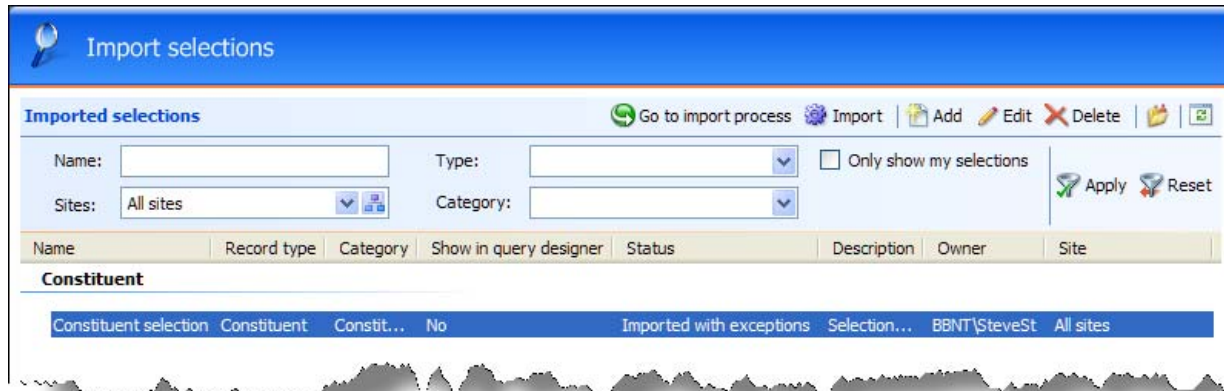 Import selections
Imported selections Go to import process Import Add Edit Delete
Name: Type: Only show my selections
Sites: All sites Category: Apply Reset
Name Record type Category Show in query designer Status Description Owner Site
Constituent
Constituent selection Constituent Constit... No Imported with exceptions Selection... BBNT\SteveSt All sites